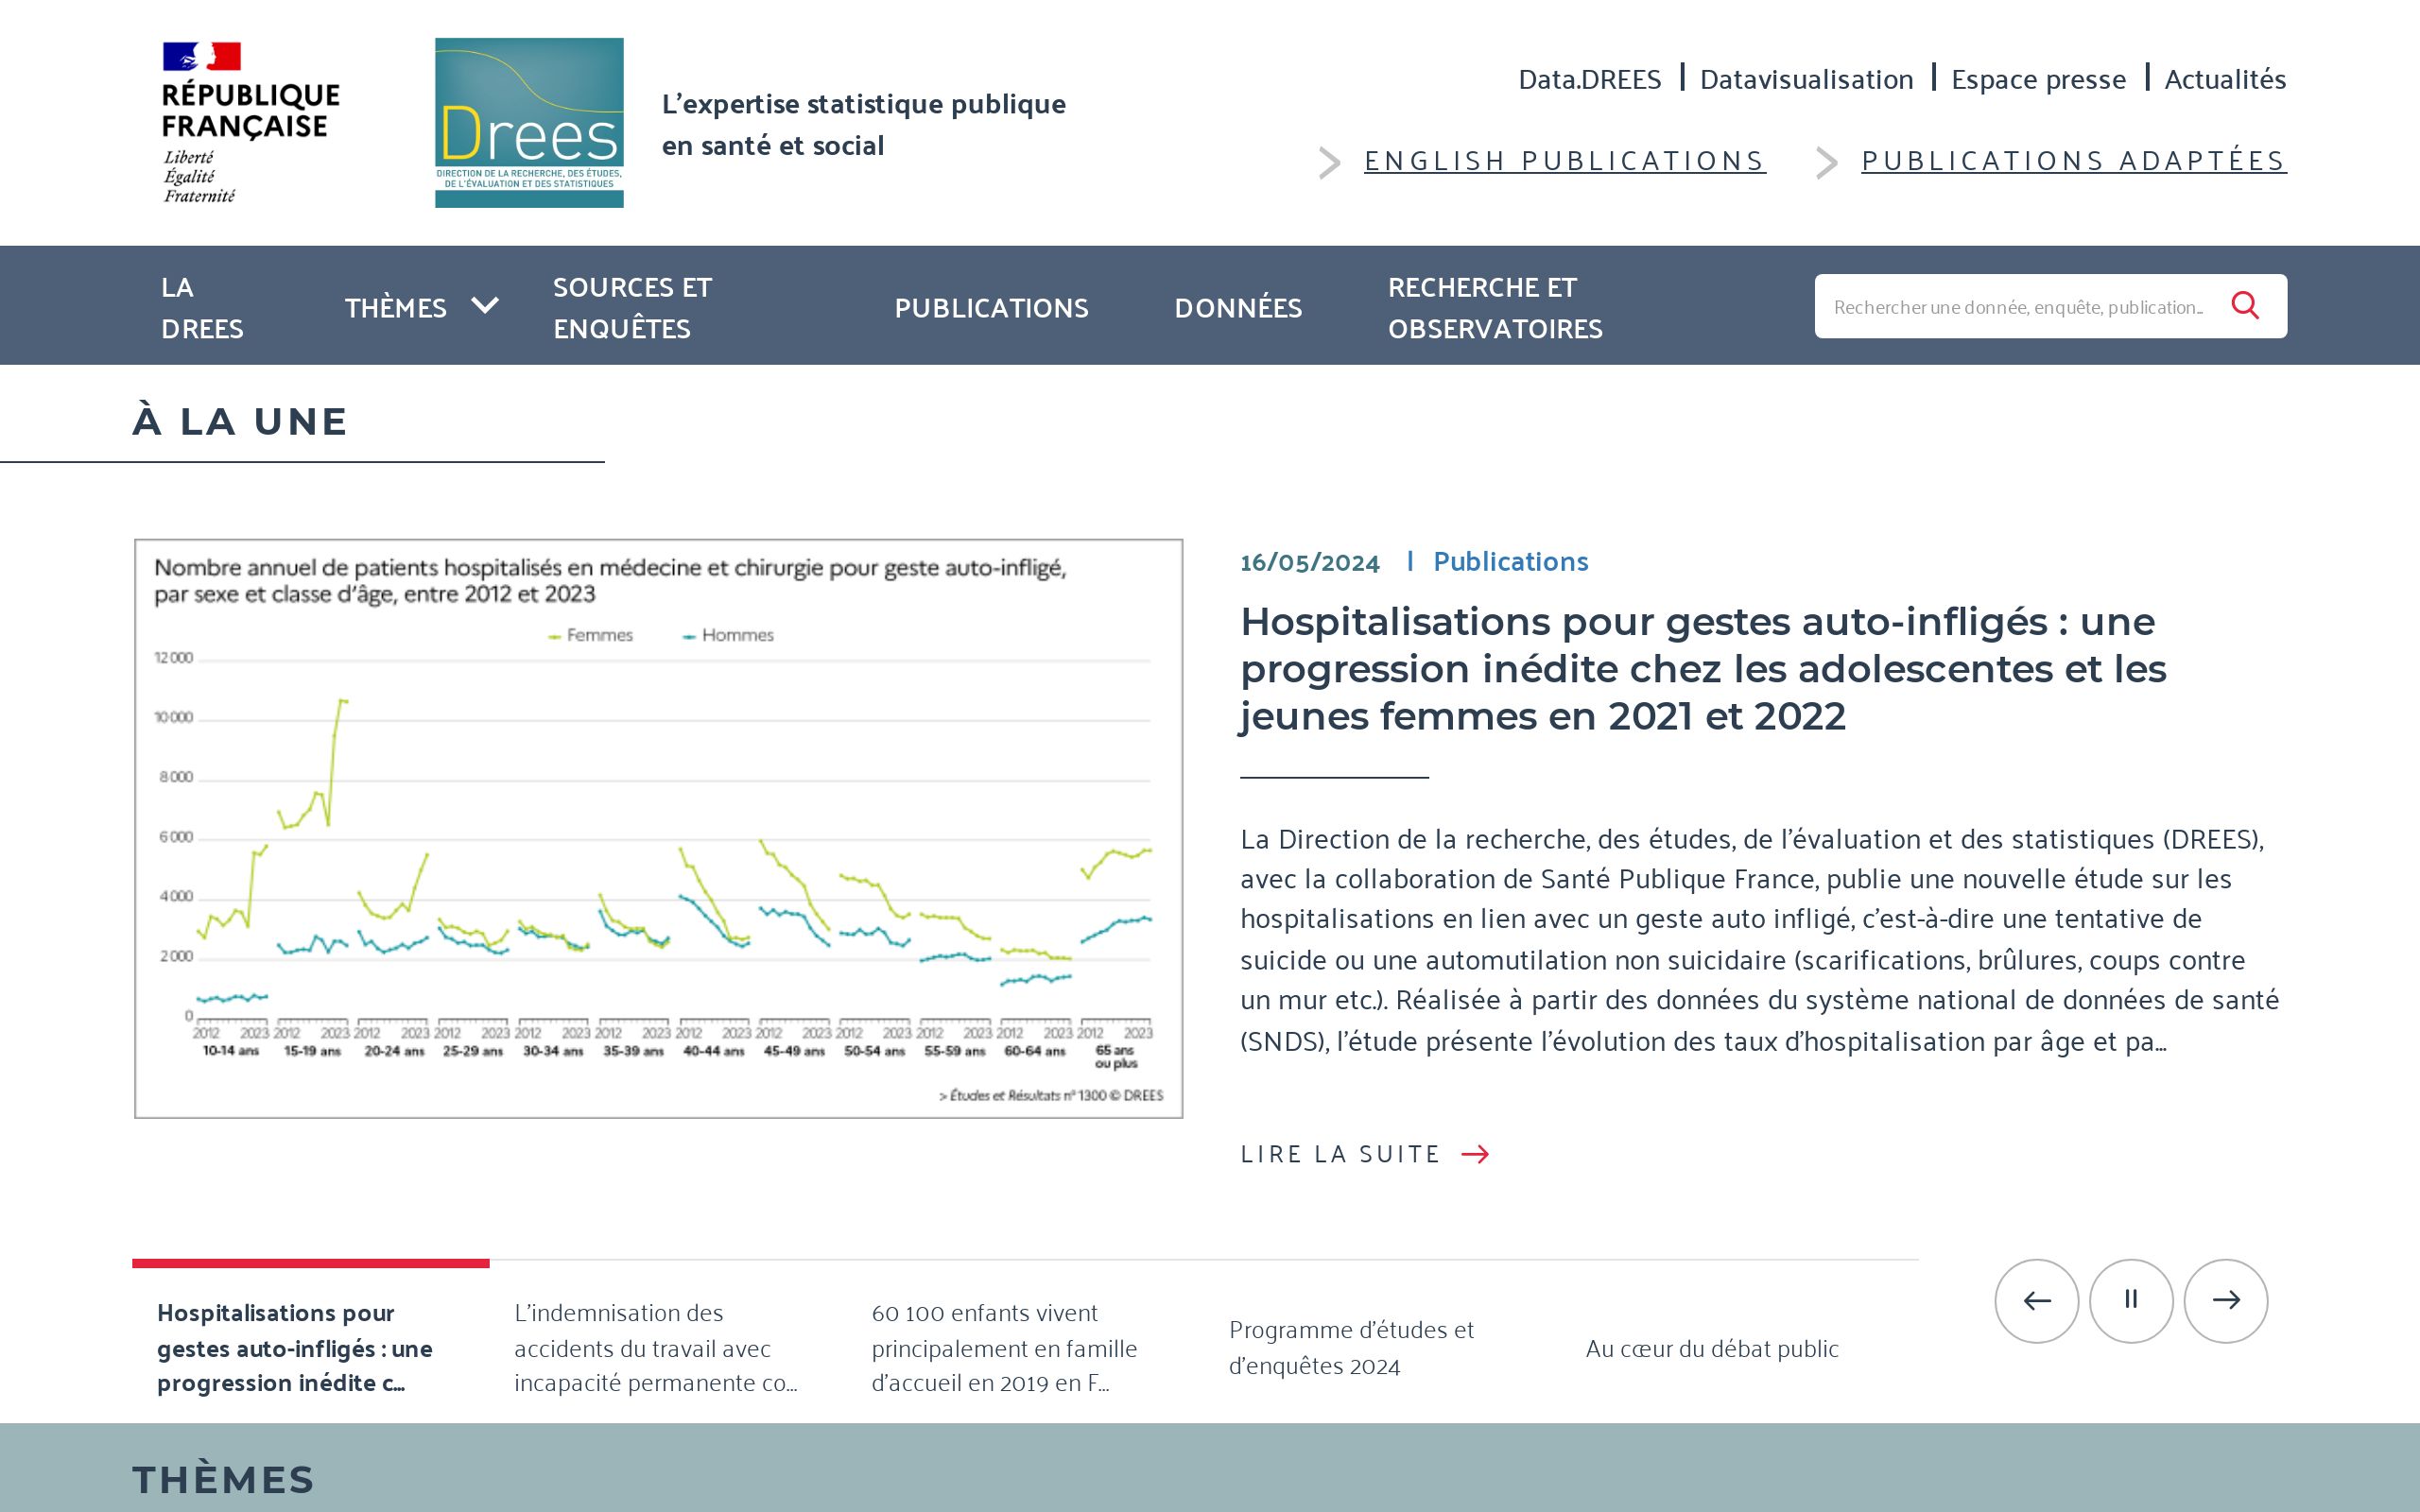 RÉPUBLIQUE
FRANÇAISE
Liberté
Égalité
Fraternité
Drees
DIRECTION DE LA RECHERCHE, DES ÉTUDES,
DE L'ÉVALUATION ET DES STATISTIQUES
L'expertise statistique publique
en santé et social
Data.DREES
Datavisualisation
Espace presse
Actualités
ENGLISH PUBLICATIONS
PUBLICATIONS ADAPTÉES
LA
DREES
THÈMES
SOURCES ET
ENQUÊTES
PUBLICATIONS
DONNÉES
RECHERCHE ET
OBSERVATOIRES
Rechercher une donnée, enquête, publication...
À LA UNE
Nombre annuel de patients hospitalisés en médecine et chirurgie pour geste auto-infligé,
par sexe et classe d'âge, entre 2012 et 2023
Femmes Hommes
12 000
10 000
8 000
6 000
4 000
2 000
0
2012 2023 2012 2023 2012 2023 2012 2023 2012 2023 2012 2023 2012 2023 2012 2023 2012 2023 2012 2023 2012 2023 2012 2023
10-14 ans 15-19 ans 20-24 ans 25-29 ans 30-34 ans 35-39 ans 40-44 ans 45-49 ans 50-54 ans 55-59 ans 60-64 ans 65 ans
ou plus
> Études et Résultats n° 1300 © DREES
16/05/2024 | Publications
Hospitalisations pour gestes auto-infligés : une
progression inédite chez les adolescentes et les
jeunes femmes en 2021 et 2022
La Direction de la recherche, des études, de l'évaluation et des statistiques (DREES),
avec la collaboration de Santé Publique France, publie une nouvelle étude sur les
hospitalisations en lien avec un geste auto infligé, c'est-à-dire une tentative de
suicide ou une automutilation non suicidaire (scarifications, brûlures, coups contre
un mur etc.). Réalisée à partir des données du système national de données de santé
(SNDS), l'étude présente l'évolution des taux d'hospitalisation par âge et pa...
LIRE LA SUITE
Hospitalisations pour
gestes auto-infligés : une
progression inédite c...
L'indemnisation des
accidents du travail avec
incapacité permanente co...
60 100 enfants vivent
principalement en famille
d'accueil en 2019 en F...
Programme d'études et
d'enquêtes 2024
Au cœur du débat public
THÈMES